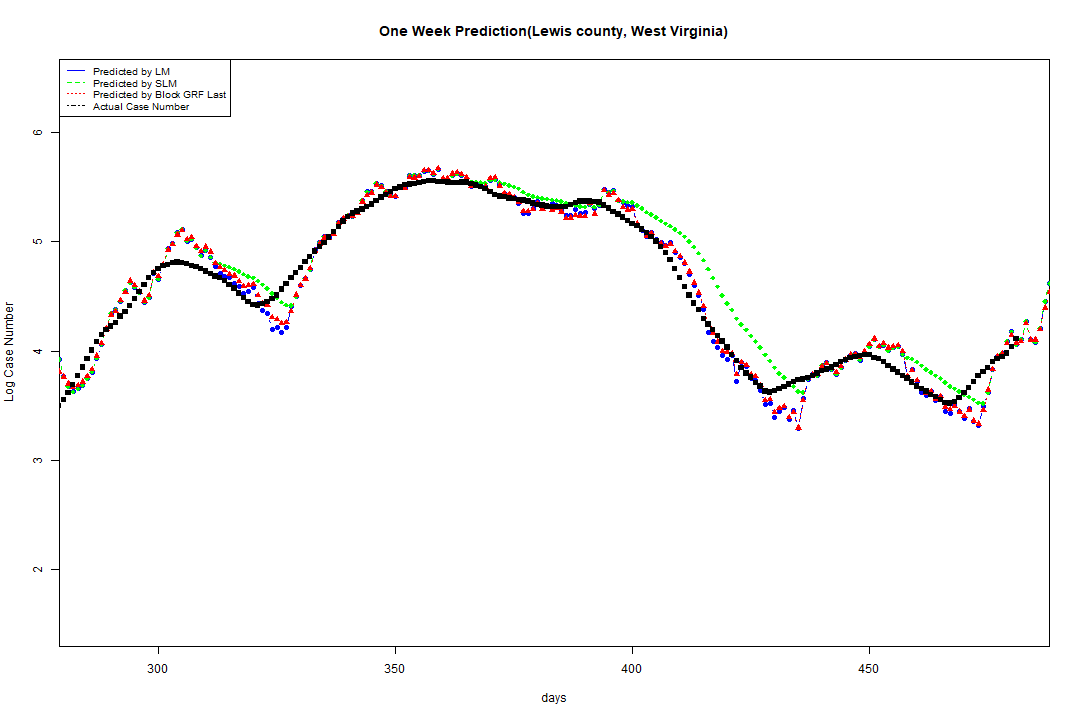 One Week Prediction(Lewis county, West Virginia)
Predicted by LM
Predicted by SLM
Predicted by Block GRF Last
Actual Case Number
6
5
4
3
2
Log Case Number
300
350
400
450
days